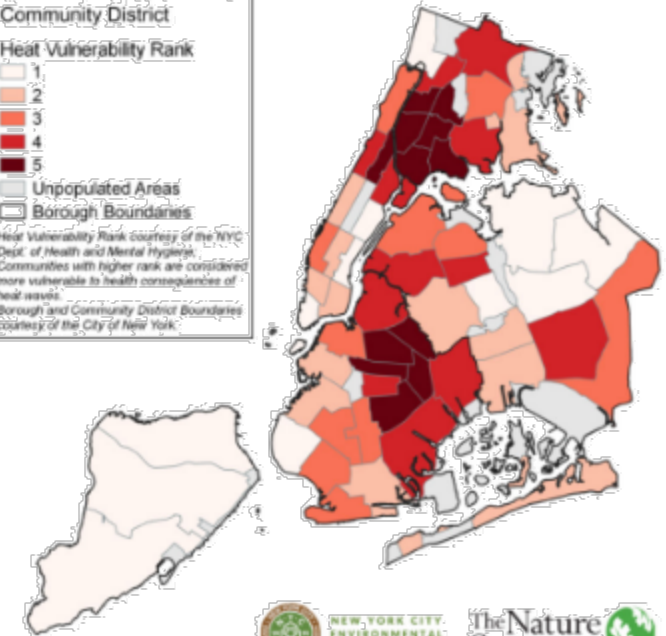 Community District
Heat Vulnerability Rank
1
2
3
4
5
Unpopulated Areas
Borough Boundaries
Heat Vulnerability Rank courtesy of the NYC
Dept. of Health and Mental Hygiene.
Communities with higher rank are considered
more vulnerable to health consequences of
heat waves.
Borough and Community District Boundaries
courtesy of the City of New York.
NEW YORK CITY
ENVIRONMENTAL
The Nature